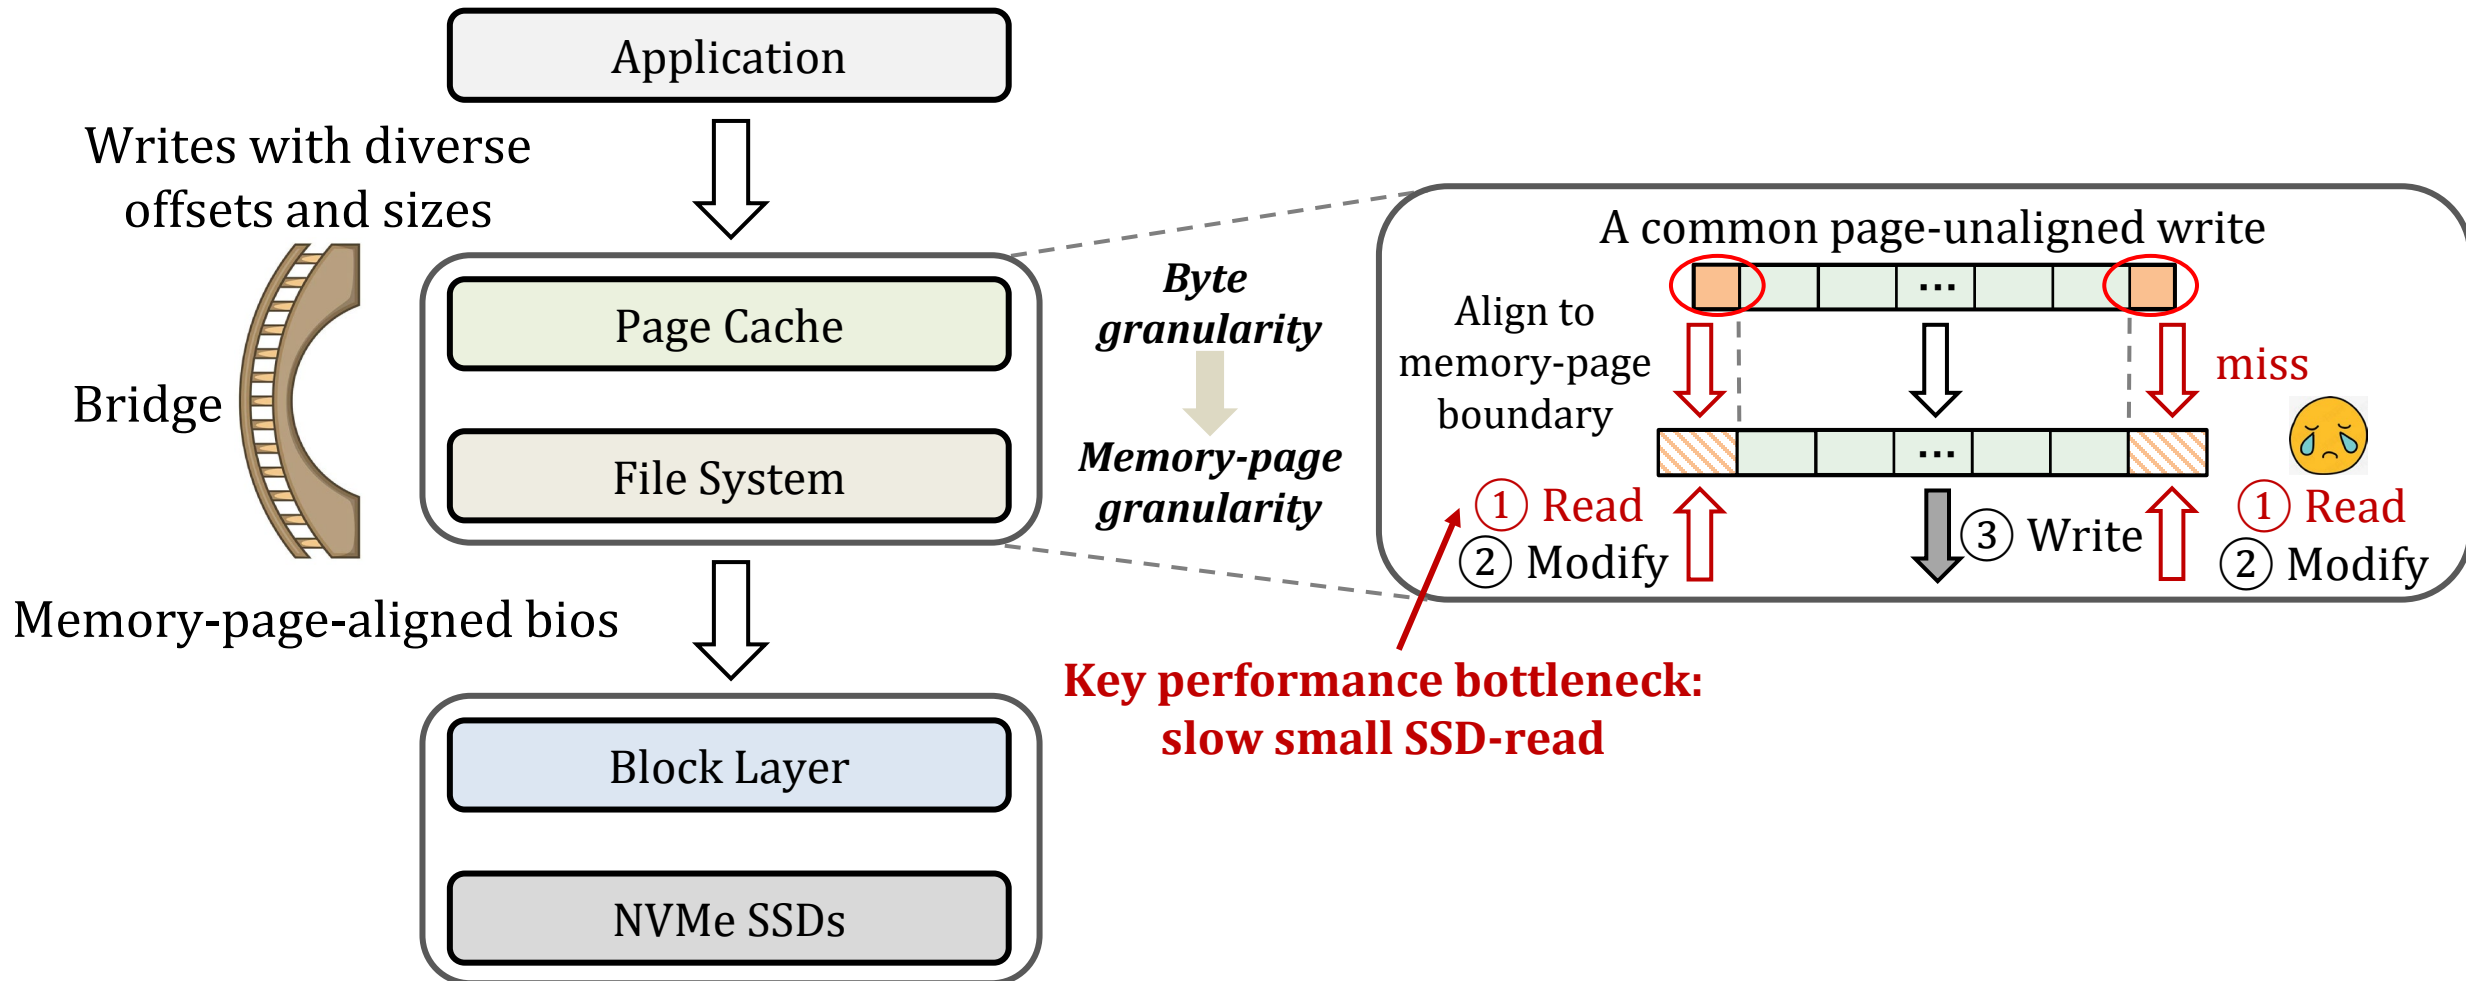 Application
Writes with diverse
offsets and sizes
Bridge
Page Cache
File System
Byte
granularity
Memory-page
granularity
Memory-page-aligned bios
Block Layer
NVMe SSDs
A common page-unaligned write
...
Align to
memory-page
boundary
miss
...
① Read
② Modify
③ Write
① Read
② Modify
Key performance bottleneck:
slow small SSD-read